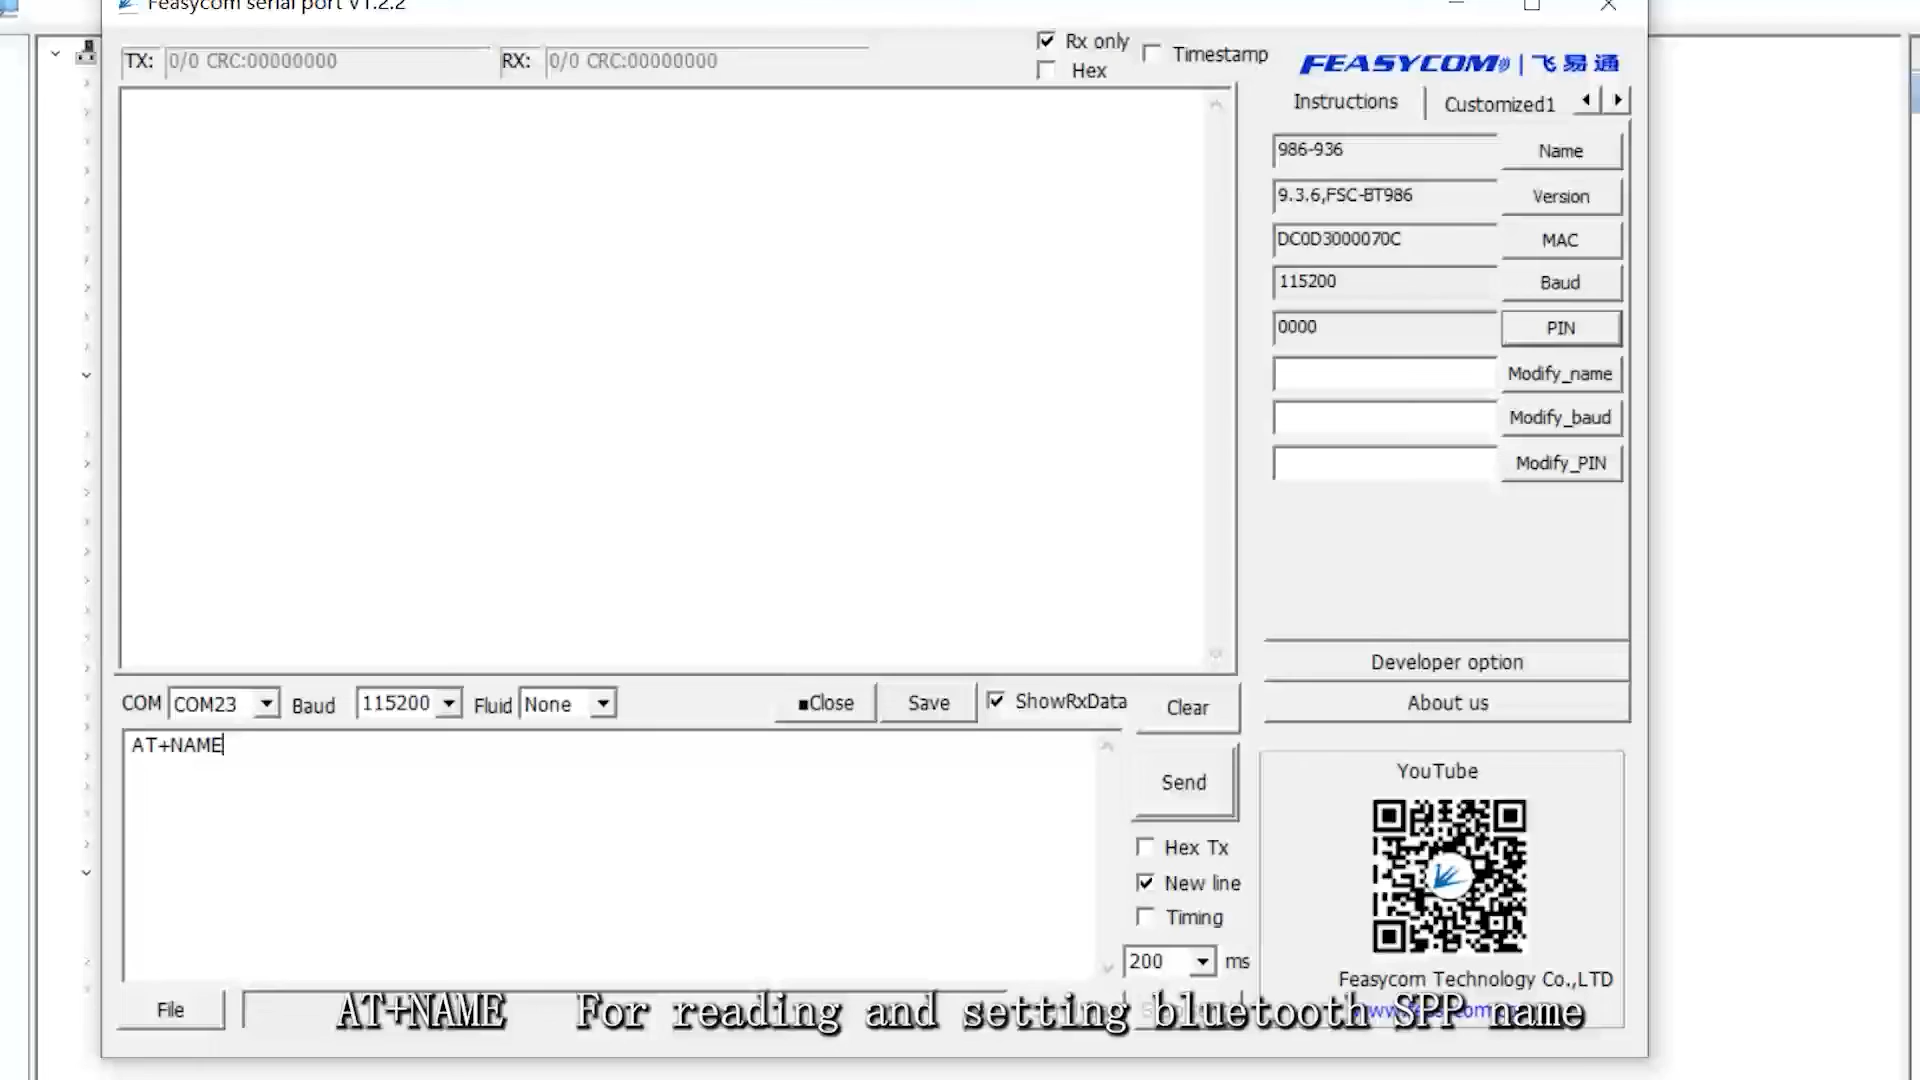 Feasycom serial port V1.2.2
TX: 0/0 CRC:00000000 RX: 0/0 CRC:00000000
Rx only
Hex
Timestamp
FEASYCOM | 飞易通
Instructions Customized1
986-936 Name
9.3.6,FSC-BT986 Version
DC0D3000070C MAC
115200 Baud
0000 PIN
Modify_name
Modify_baud
Modify_PIN
Developer option
About us
COM COM23 Baud 115200 Fluid None Close Save ShowRxData Clear
AT+NAME
Send
Hex Tx
New line
Timing
200 ms
YouTube
Feasycom Technology Co.,LTD
File
AT+NAME For reading and setting bluetooth SPP name